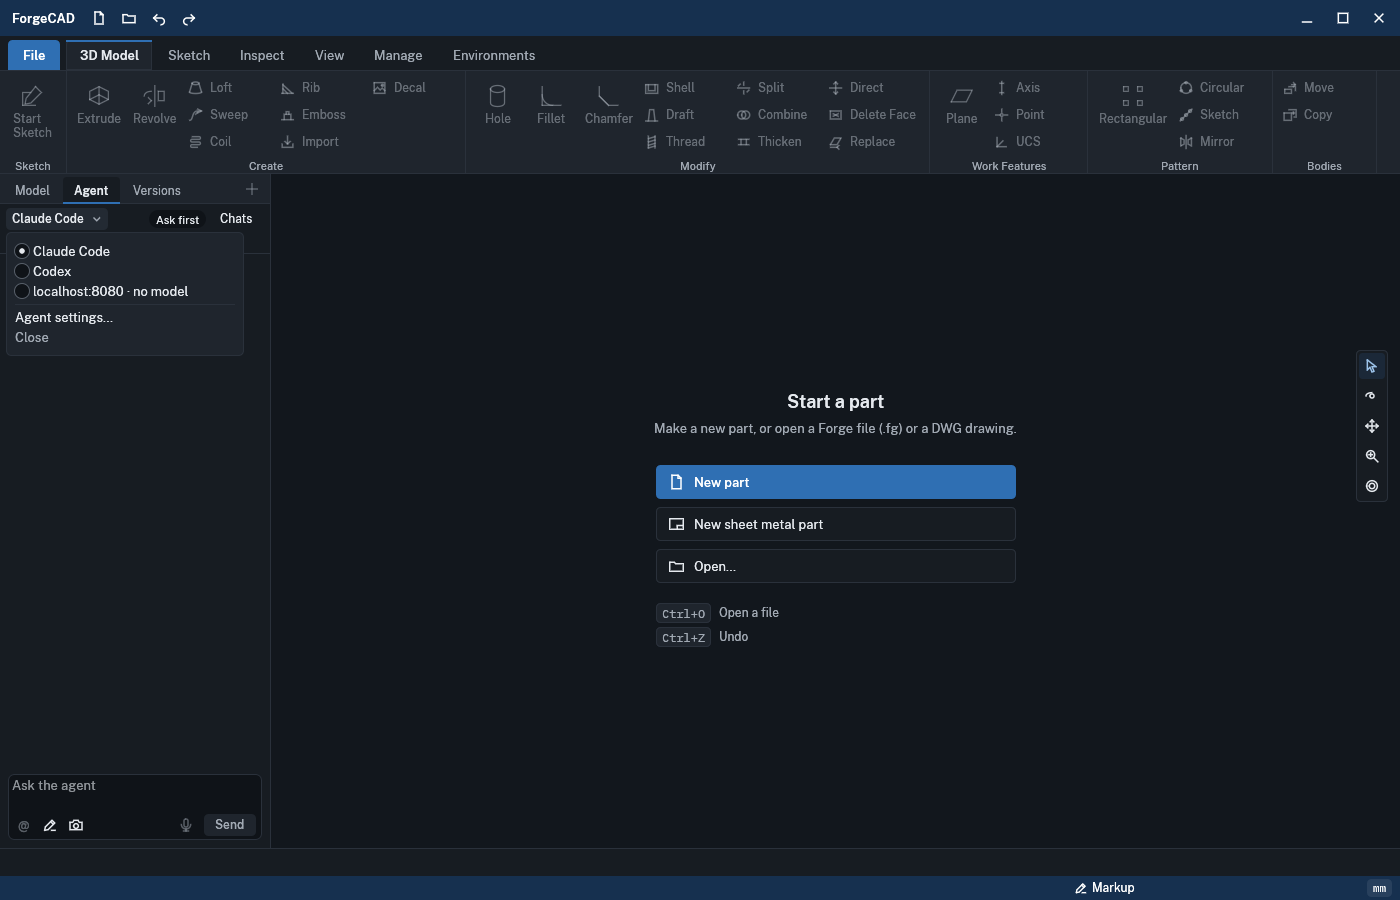 ForgeCAD
File 3D Model Sketch Inspect View Manage Environments
Start Sketch
Extrude Revolve
Loft Rib Decal
Sweep Emboss
Coil Import
Hole Fillet Chamfer
Shell Split Direct
Draft Combine Delete Face
Thread Thicken Replace
Plane
Axis
Point
UCS
Rectangular
Circular
Sketch
Mirror
Move
Copy
Sketch Create Modify Work Features Pattern Bodies
Model Agent Versions
Claude Code Ask first Chats
Claude Code
Codex
localhost:8080 · no model
Agent settings...
Close
Start a part
Make a new part, or open a Forge file (.fg) or a DWG drawing.
New part
New sheet metal part
Open...
Ctrl+O Open a file
Ctrl+Z Undo
Ask the agent
@ Send
Markup mm